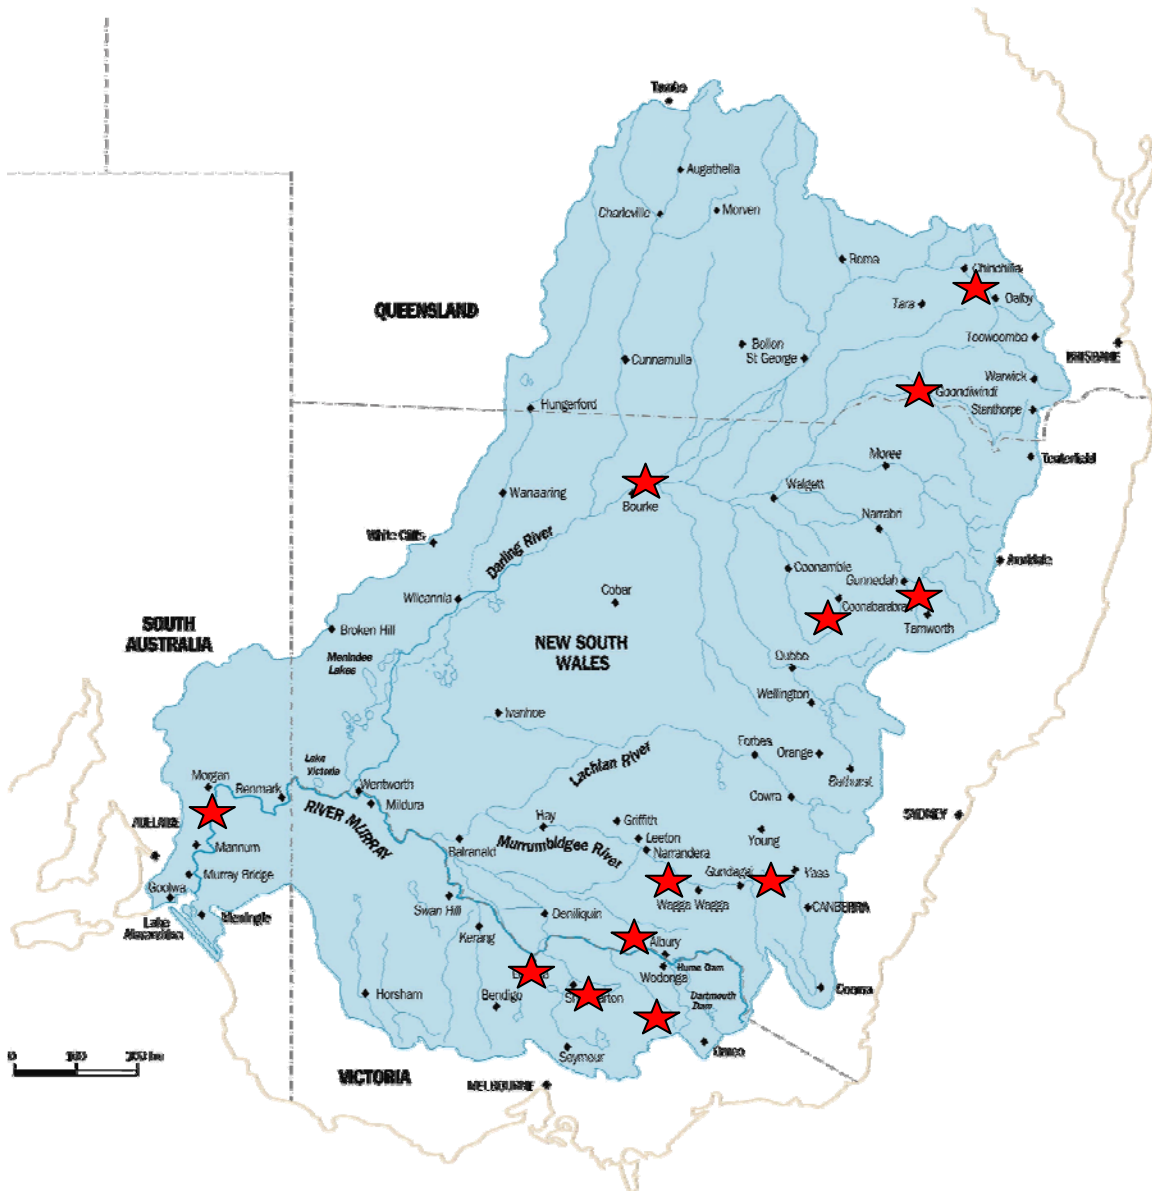 Tambo
Augathella
Charleville
Morven
Roma
Chinchilla
QUEENSLAND
Tara
Dalby
Toowoomba
BRISBANE
Bollon
St George
Cunnamulla
Warwick
Goondiwindi
Stanthorpe
Hungerford
Tenterfield
Moree
Walgett
Wanaaring
Bourke
Narrabri
White Cliffs
Darling River
Armidale
Coonamble
Gunnedah
Wilcannia
Cobar
Tamworth
SOUTH
AUSTRALIA
Broken Hill
NEW SOUTH
WALES
Menindee
Lakes
Dubbo
Wellington
Ivanhoe
Forbes
Orange
Lachlan River
Bathurst
Lake
Victoria
Morgan
Renmark
Wentworth
Mildura
RIVER MURRAY
Cowra
SYDNEY
ADELAIDE
Hay
Griffith
Young
Mannum
Balranald
Murrumbidgee River
Leeton
Narrandera
Murray Bridge
Gundagai
Yass
Goolwa
Wagga Wagga
Swan Hill
CANBERRA
Lake
Alexandrina
Meningie
Deniliquin
Kerang
Albury
Hume Dam
Wodonga
Horsham
Bendigo
Dartmouth
Dam
Cooma
Omeo
Seymour
0 100 200 km
VICTORIA
MELBOURNE